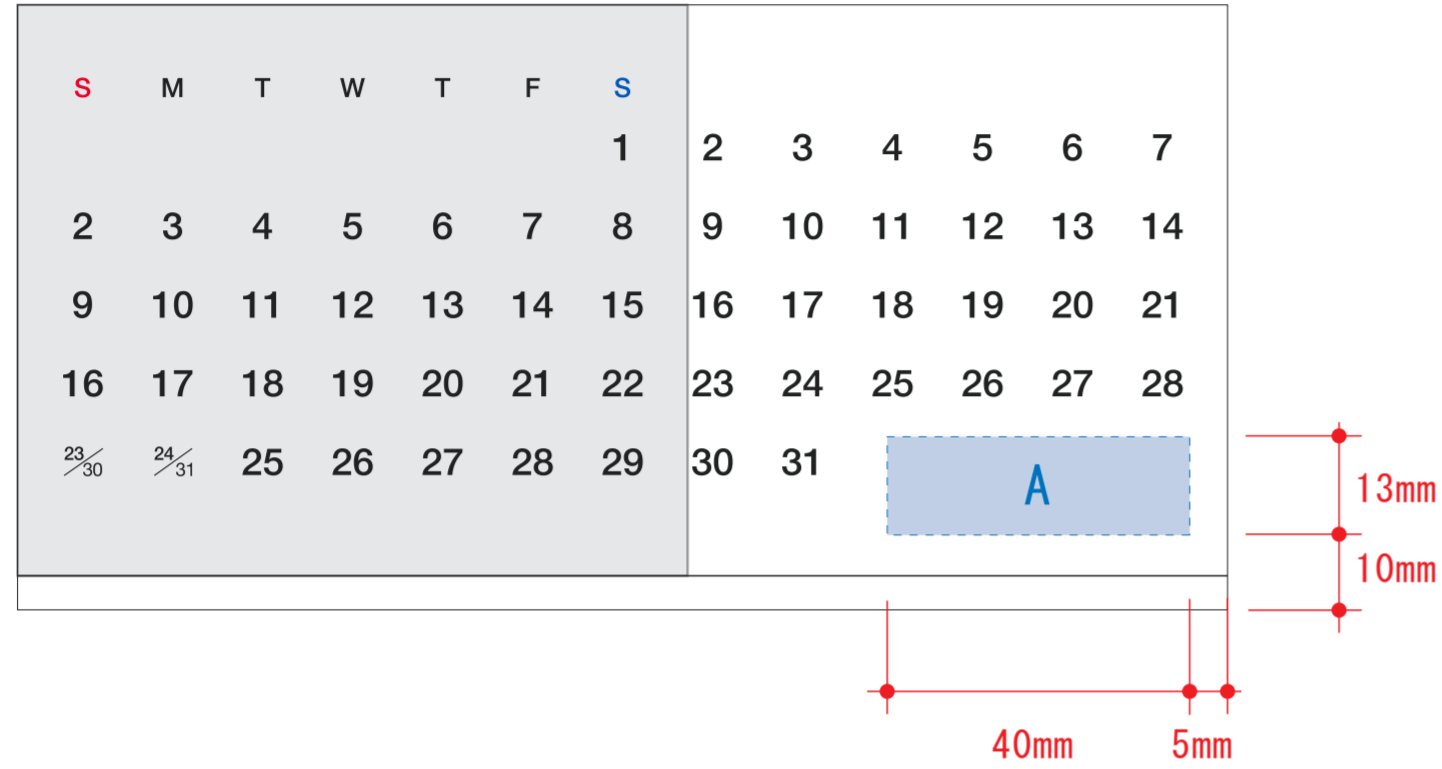 S M T W T F S
1 2 3 4 5 6 7
2 3 4 5 6 7 8 9 10 11 12 13 14
9 10 11 12 13 14 15 16 17 18 19 20 21
16 17 18 19 20 21 22 23 24 25 26 27 28
23/30 24/31 25 26 27 28 29 30 31
A
13mm
10mm
40mm 5mm